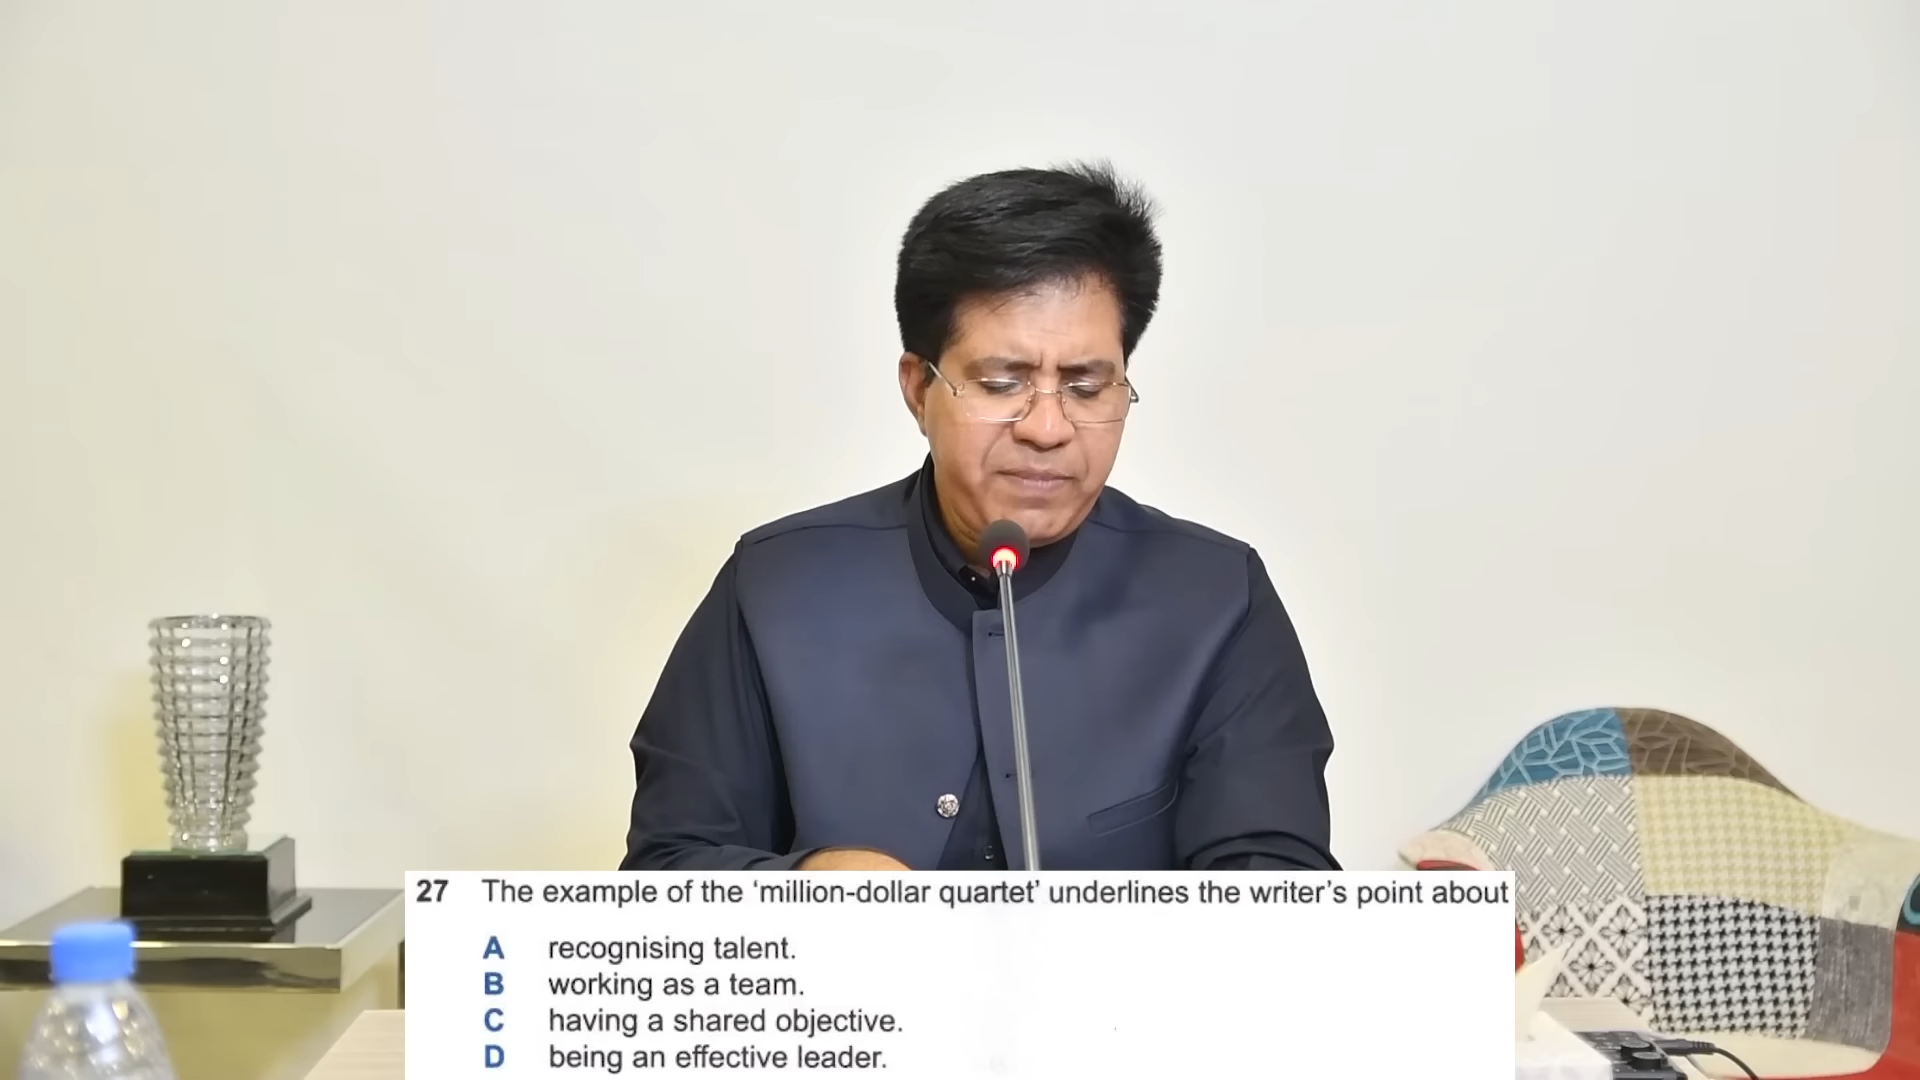 27 The example of the ‘million-dollar quartet’ underlines the writer’s point about
A recognising talent.
B working as a team.
C having a shared objective.
D being an effective leader.